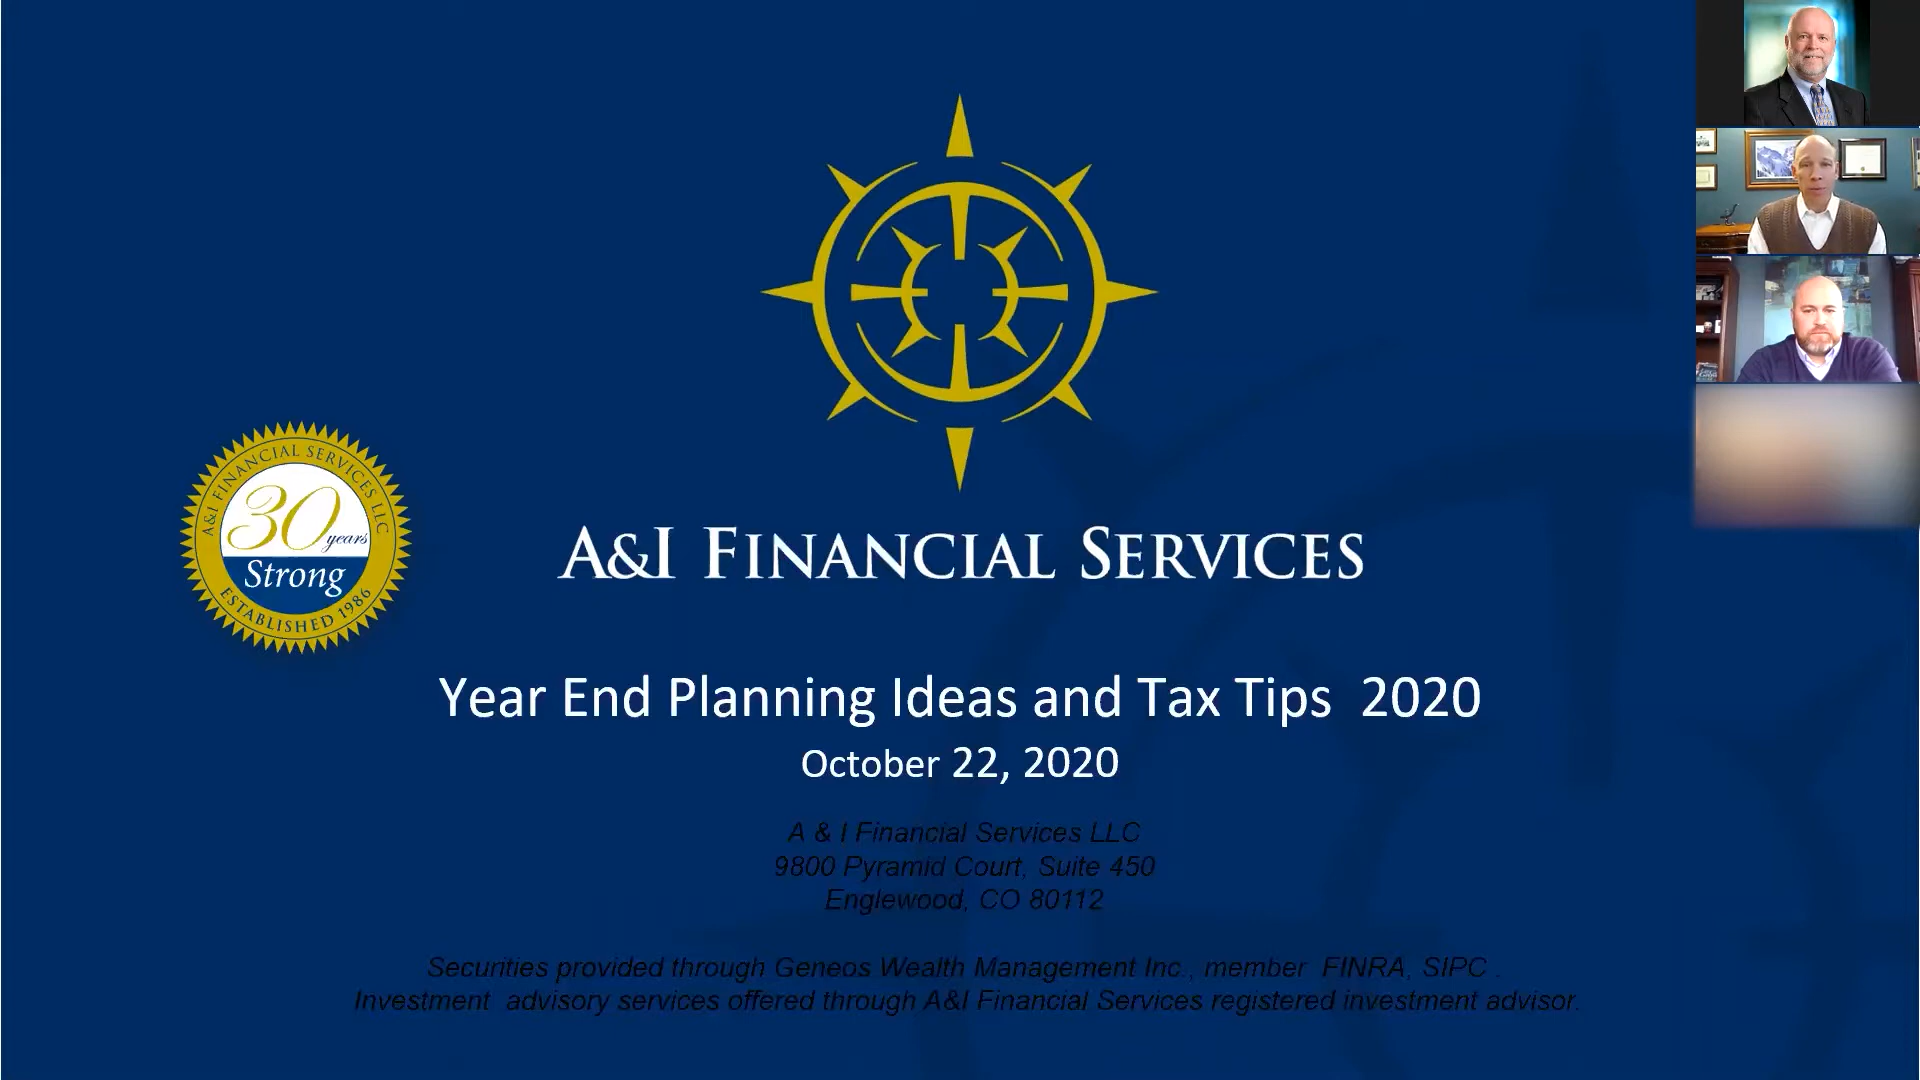 A&I FINANCIAL SERVICES LLC
30 years
Strong
ESTABLISHED 1986
A&I FINANCIAL SERVICES
Year End Planning Ideas and Tax Tips 2020
October 22, 2020
A & I Financial Services LLC
9800 Pyramid Court, Suite 450
Englewood, CO 80112
Securities provided through Geneos Wealth Management Inc., member FINRA, SIPC .
Investment advisory services offered through A&I Financial Services registered investment advisor.